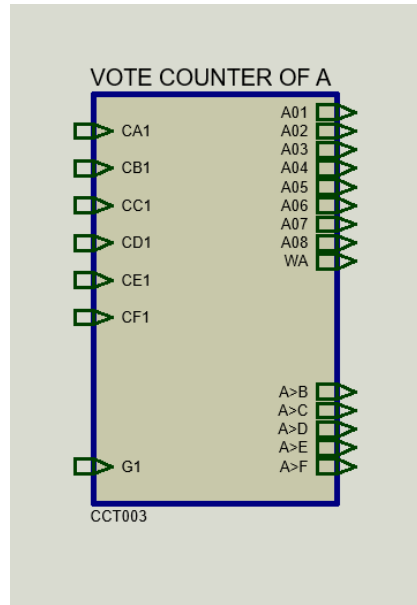 VOTE COUNTER OF A
CA1
CB1
CC1
CD1
CE1
CF1
G1
A01
A02
A03
A04
A05
A06
A07
A08
WA
A>B
A>C
A>D
A>E
A>F
CCT003